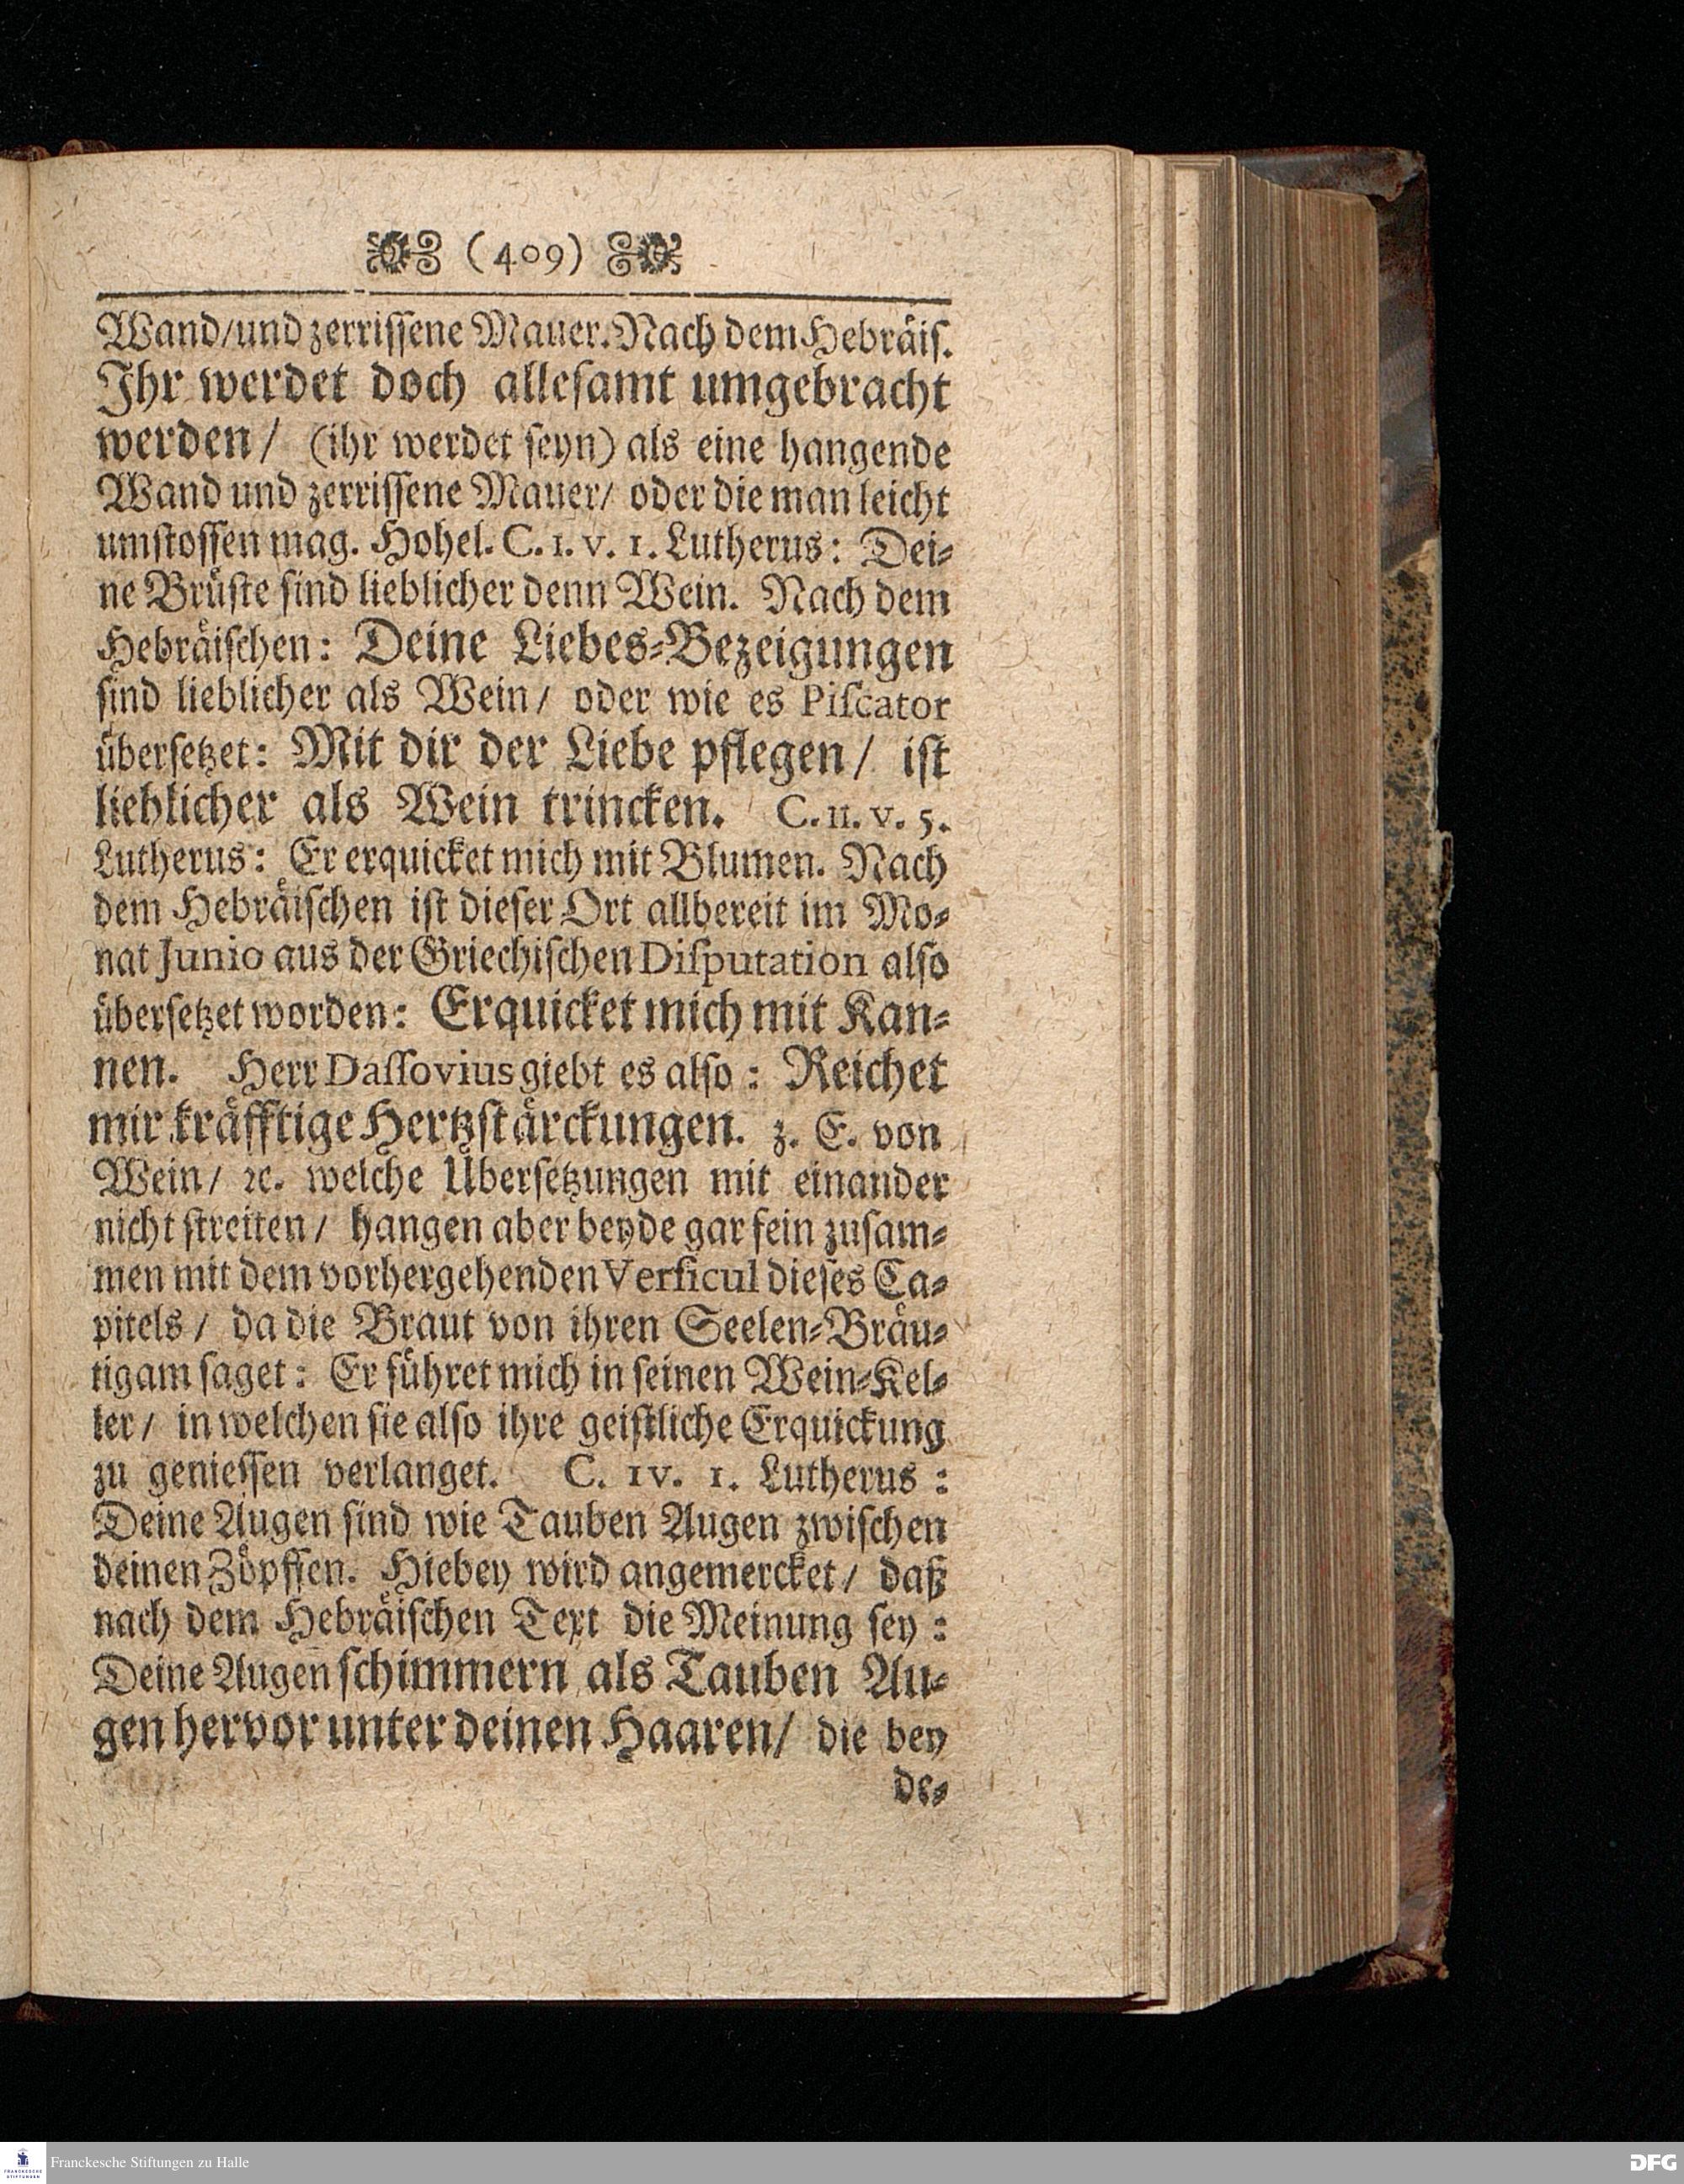 (409)
Wand/und zerrissene Mauer. Nach dem Hebräis.
Ihr werdet doch allesamt umgebracht
werden/ (ihr werdet seyn) als eine hangende
Wand und zerrissene Mauer/ oder die man leicht
umstossen mag. Hohel. C. I. v. 1. Lutherus: Dei-
ne Brüste sind lieblicher denn Wein. Nach dem
Hebräischen: Deine Liebes-Bezeigungen
sind lieblicher als Wein/ oder wie es Piscator
übersetzet: Mit dir der Liebe pflegen/ ist
lieblicher als Wein trincken. C. II. v. 5.
Lutherus: Er erquicket mich mit Blumen. Nach
dem Hebräischen ist dieser Ort allbereit im Mo-
nat Junio aus der Griechischen Disputation also
übersetzet worden: Erquicket mich mit Kan-
nen. Herr Dassovius giebt es also: Reichet
mir kräfftige Hertzstärckungen. z. E. von
Wein/ ꝛc. welche Übersetzungen mit einander
nicht streiten/ hangen aber beyde gar fein zusam-
men mit dem vorhergehenden Versicul dieses Ca-
pitels/ da die Braut von ihren Seelen-Bräu-
tigam saget: Er führet mich in seinen Wein-Kel-
ler/ in welchen sie also ihre geistliche Erquickung
zu geniessen verlanget. C. IV. 1. Lutherus:
Deine Augen sind wie Tauben Augen zwischen
deinen Zöpffen. Hiebey wird angemercket/ daß
nach dem Hebräischen Text die Meinung sey:
Deine Augen schimmern als Tauben Au-
gen hervor unter deinen Haaren/ die bey
de-
FRANCKESCHE STIFTUNGEN
Franckesche Stiftungen zu Halle
DFG